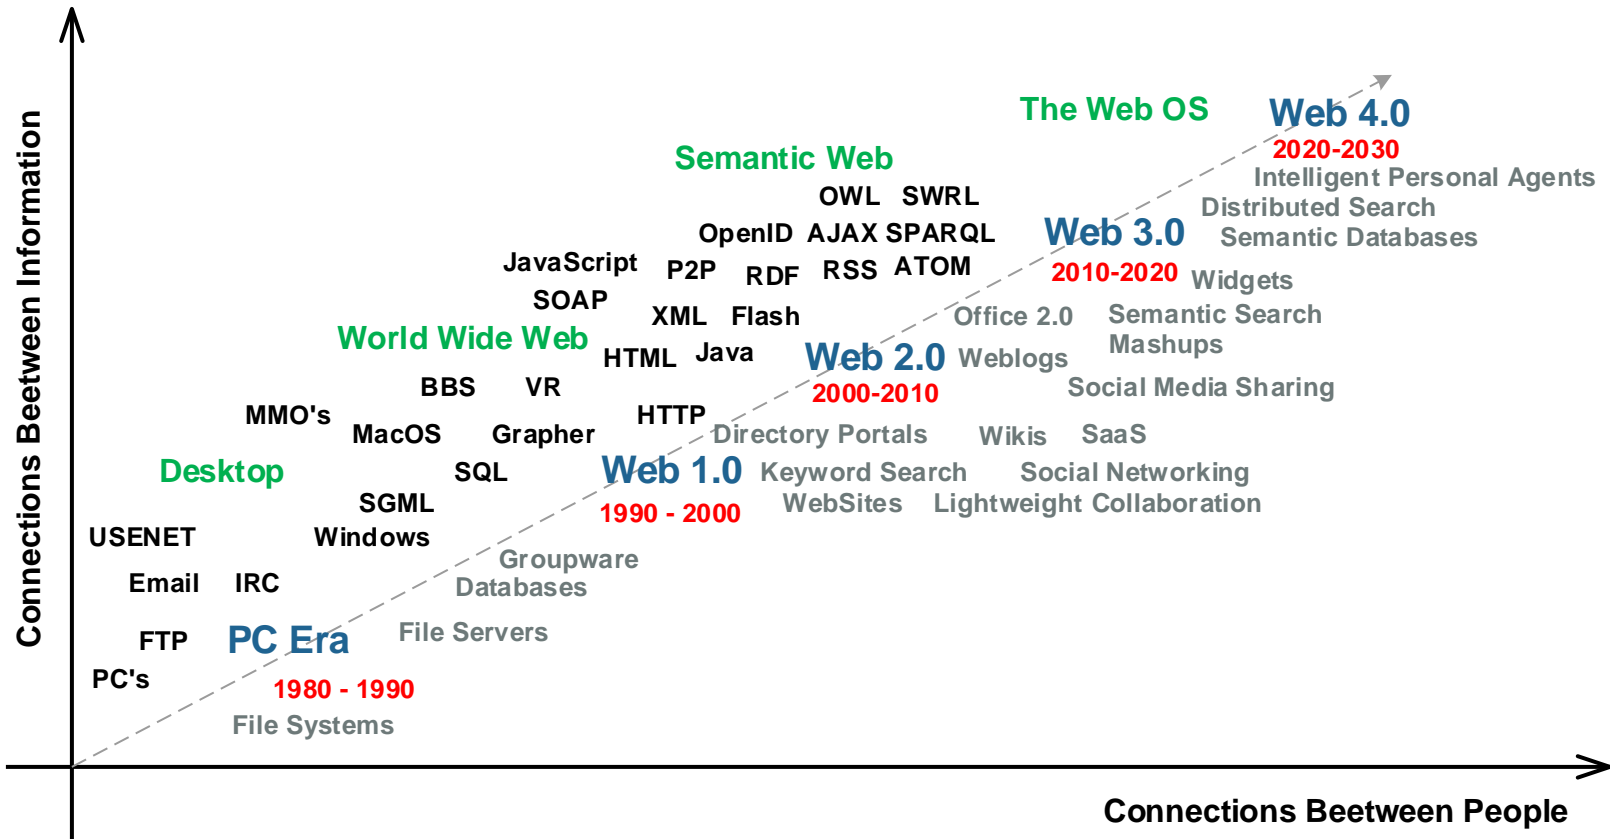 The Web OS
Web 4.0
2020-2030
Semantic Web
Intelligent Personal Agents
OWL SWRL
Distributed Search
OpenID AJAX SPARQL
Web 3.0
Semantic Databases
JavaScript P2P RDF RSS ATOM
2010-2020
Widgets
SOAP
XML Flash
Office 2.0
Semantic Search
World Wide Web
HTML Java
Web 2.0
Weblogs
Mashups
BBS VR
2000-2010
Social Media Sharing
MMO's
HTTP
MacOS Grapher
Directory Portals
Wikis
SaaS
Desktop
SQL
Web 1.0
Keyword Search
Social Networking
SGML
1990 - 2000
WebSites
Lightweight Collaboration
USENET
Windows
Groupware
Email IRC
Databases
FTP
PC Era
File Servers
PC's
1980 - 1990
File Systems
Connections Beetween Information
Connections Beetween People